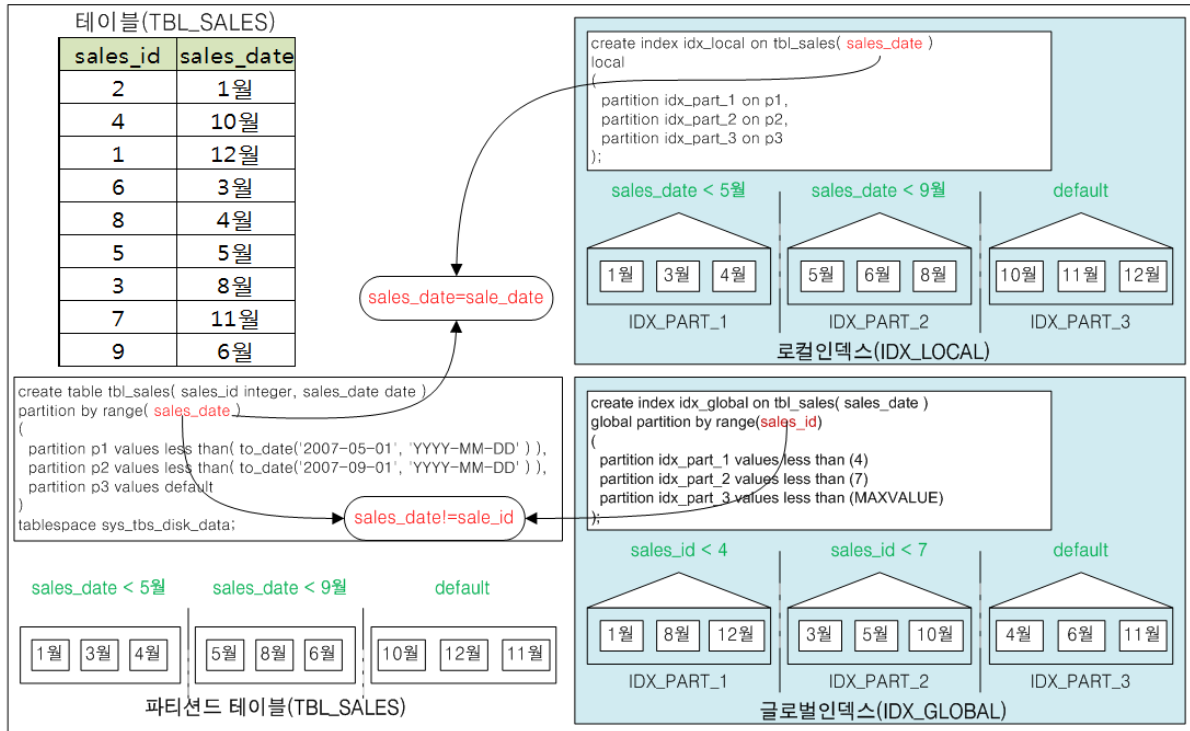 테이블(TBL_SALES)
sales_id sales_date
2 1월
4 10월
1 12월
6 3월
8 4월
5 5월
3 8월
7 11월
9 6월
create table tbl_sales( sales_id integer, sales_date date )
partition by range( sales_date )
(
partition p1 values less than( to_date('2007-05-01', 'YYYY-MM-DD' ) ),
partition p2 values less than( to_date('2007-09-01', 'YYYY-MM-DD' ) ),
partition p3 values default
)
tablespace sys_tbs_disk_data;
sales_date=sale_date
sales_date!=sale_id
sales_date < 5월 sales_date < 9월 default
1월 3월 4월 5월 8월 6월 10월 12월 11월
파티션드 테이블(TBL_SALES)
create index idx_local on tbl_sales( sales_date )
local
(
partition idx_part_1 on p1,
partition idx_part_2 on p2,
partition idx_part_3 on p3
);
sales_date < 5월 sales_date < 9월 default
1월 3월 4월 5월 6월 8월 10월 11월 12월
IDX_PART_1 IDX_PART_2 IDX_PART_3
로컬인덱스(IDX_LOCAL)
create index idx_global on tbl_sales( sales_date )
global partition by range(sales_id)
(
partition idx_part_1 values less than (4)
partition idx_part_2 values less than (7)
partition idx_part_3 values less than (MAXVALUE)
);
sales_id < 4 sales_id < 7 default
1월 8월 12월 3월 5월 10월 4월 6월 11월
IDX_PART_1 IDX_PART_2 IDX_PART_3
글로벌인덱스(IDX_GLOBAL)